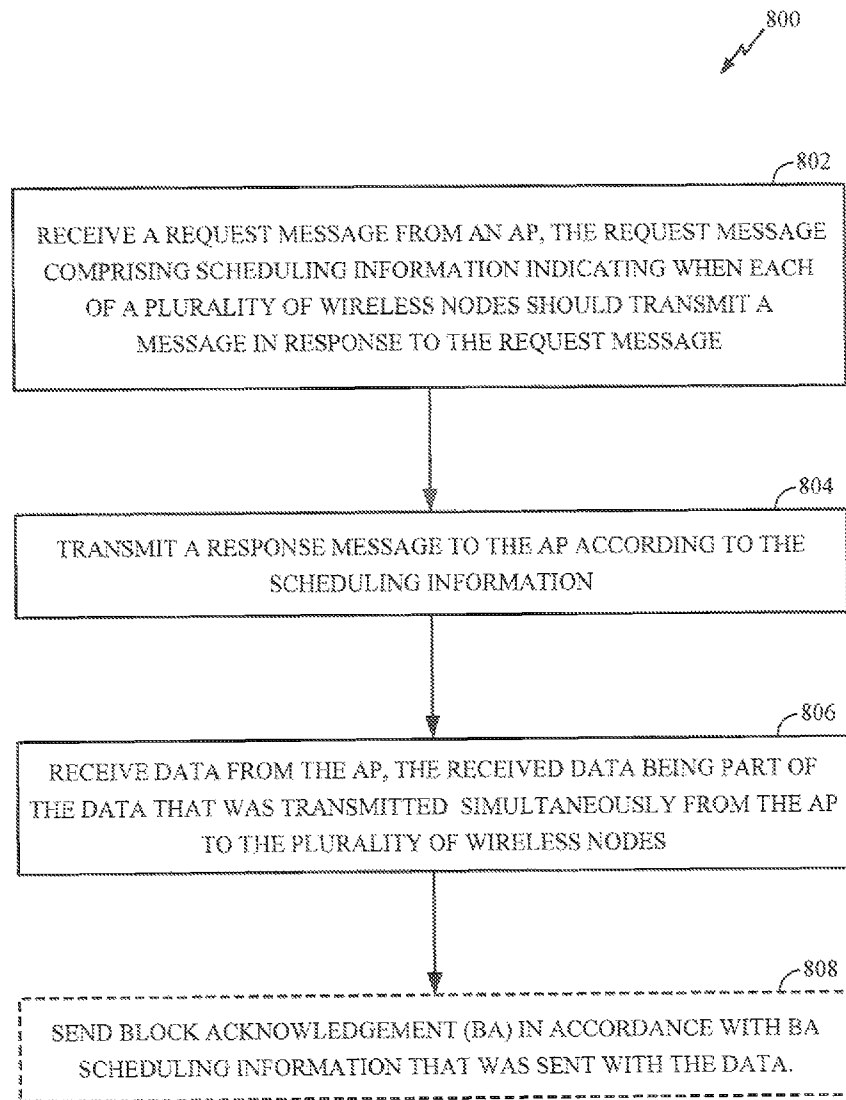 800
802
RECEIVE A REQUEST MESSAGE FROM AN AP, THE REQUEST MESSAGE
COMPRISING SCHEDULING INFORMATION INDICATING WHEN EACH
OF A PLURALITY OF WIRELESS NODES SHOULD TRANSMIT A
MESSAGE IN RESPONSE TO THE REQUEST MESSAGE
804
TRANSMIT A RESPONSE MESSAGE TO THE AP ACCORDING TO THE
SCHEDULING INFORMATION
806
RECEIVE DATA FROM THE AP, THE RECEIVED DATA BEING PART OF
THE DATA THAT WAS TRANSMITTED SIMULTANEOUSLY FROM THE AP
TO THE PLURALITY OF WIRELESS NODES
808
SEND BLOCK ACKNOWLEDGEMENT (BA) IN ACCORDANCE WITH BA
SCHEDULING INFORMATION THAT WAS SENT WITH THE DATA.